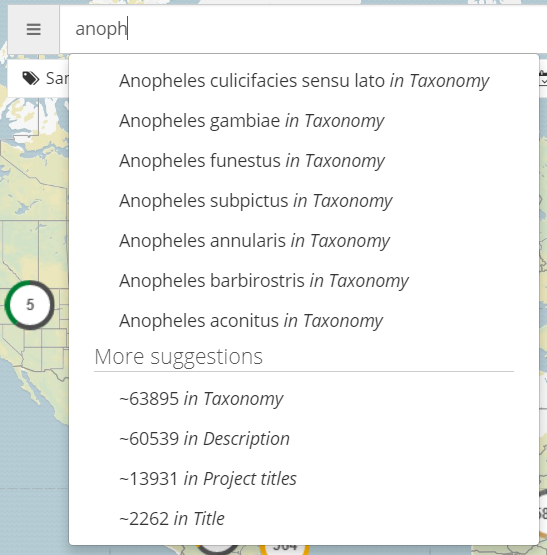 anoph
Sar
Anopheles culicifacies sensu lato in Taxonomy
Anopheles gambiae in Taxonomy
Anopheles funestus in Taxonomy
Anopheles subpictus in Taxonomy
Anopheles annularis in Taxonomy
Anopheles barbirostris in Taxonomy
Anopheles aconitus in Taxonomy
5
More suggestions
~63895 in Taxonomy
~60539 in Description
~13931 in Project titles
~2262 in Title